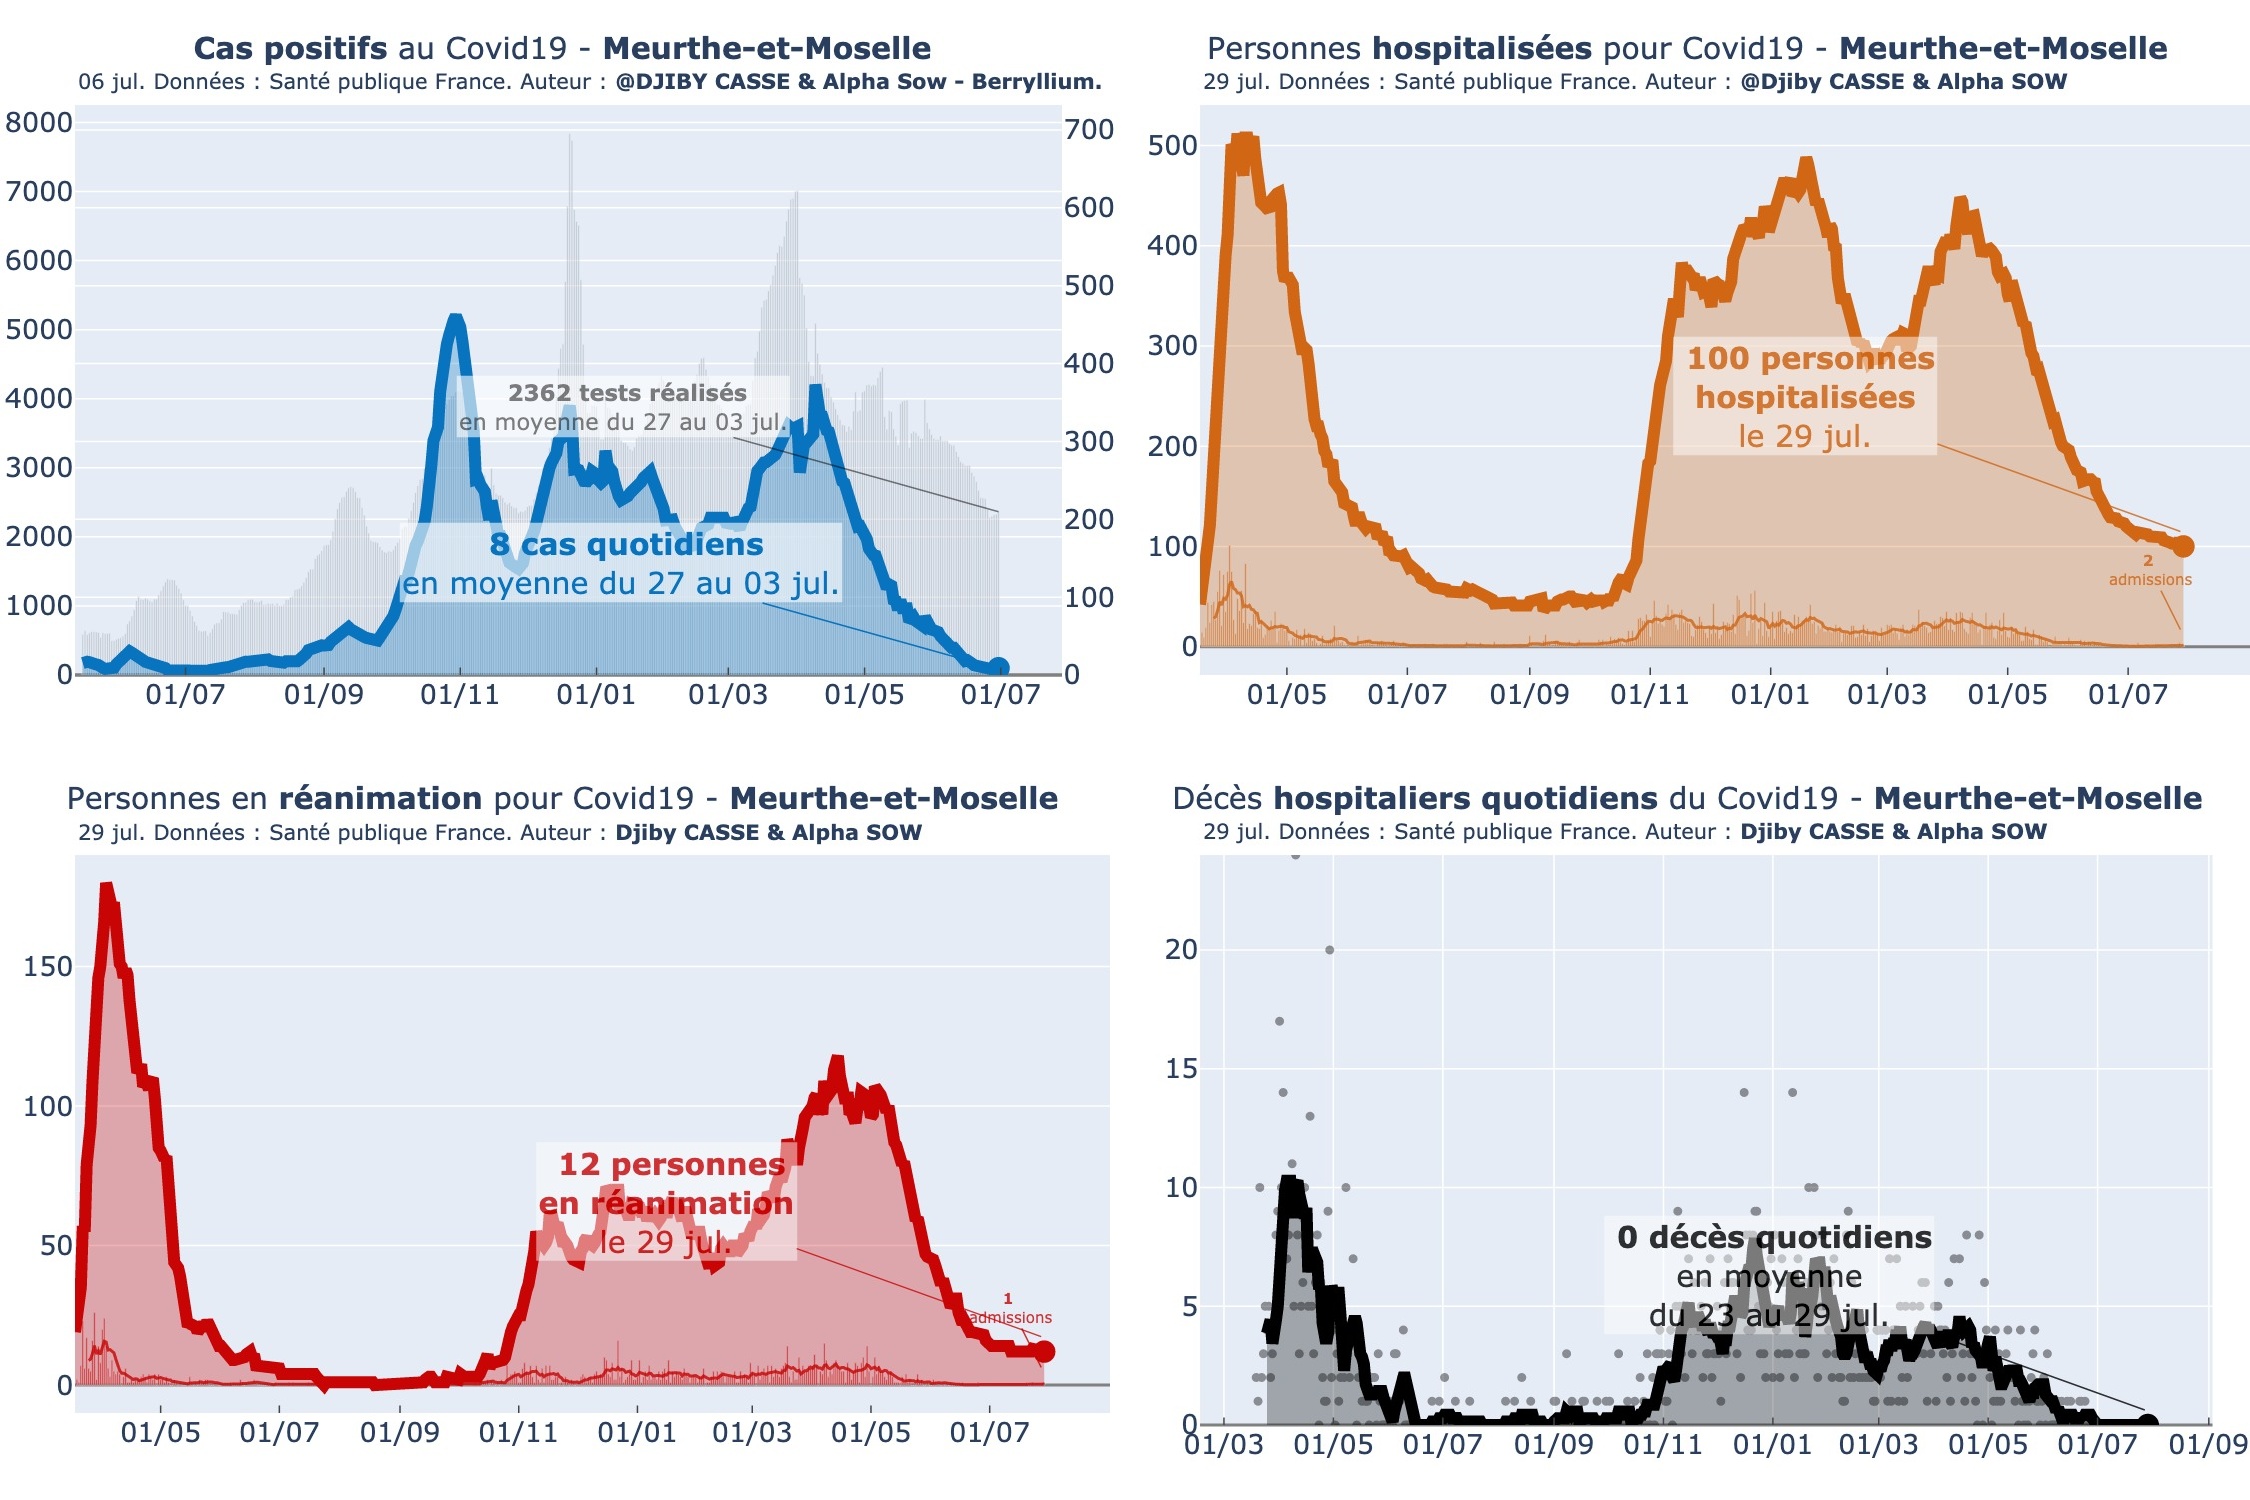 Cas positifs au Covid19 - Meurthe-et-Moselle
06 jul. Données : Santé publique France. Auteur : @DJIBY CASSE & Alpha Sow - Berryllium.
8000
7000
6000
5000
4000
3000
2000
1000
0
700
600
500
400
300
200
100
0
2362 tests réalisés
en moyenne du 27 au 03 jul.
8 cas quotidiens
en moyenne du 27 au 03 jul.
01/07 01/09 01/11 01/01 01/03 01/05 01/07
Personnes hospitalisées pour Covid19 - Meurthe-et-Moselle
29 jul. Données : Santé publique France. Auteur : @Djiby CASSE & Alpha SOW
500
400
300
200
100
0
100 personnes
hospitalisées
le 29 jul.
2
admissions
01/05 01/07 01/09 01/11 01/01 01/03 01/05 01/07
Personnes en réanimation pour Covid19 - Meurthe-et-Moselle
29 jul. Données : Santé publique France. Auteur : Djiby CASSE & Alpha SOW
150
100
50
0
12 personnes
en réanimation
le 29 jul.
1
admissions
01/05 01/07 01/09 01/11 01/01 01/03 01/05 01/07
Décès hospitaliers quotidiens du Covid19 - Meurthe-et-Moselle
29 jul. Données : Santé publique France. Auteur : Djiby CASSE & Alpha SOW
20
15
10
5
0
0 décès quotidiens
en moyenne
du 23 au 29 jul.
01/03 01/05 01/07 01/09 01/11 01/01 01/03 01/05 01/07 01/09